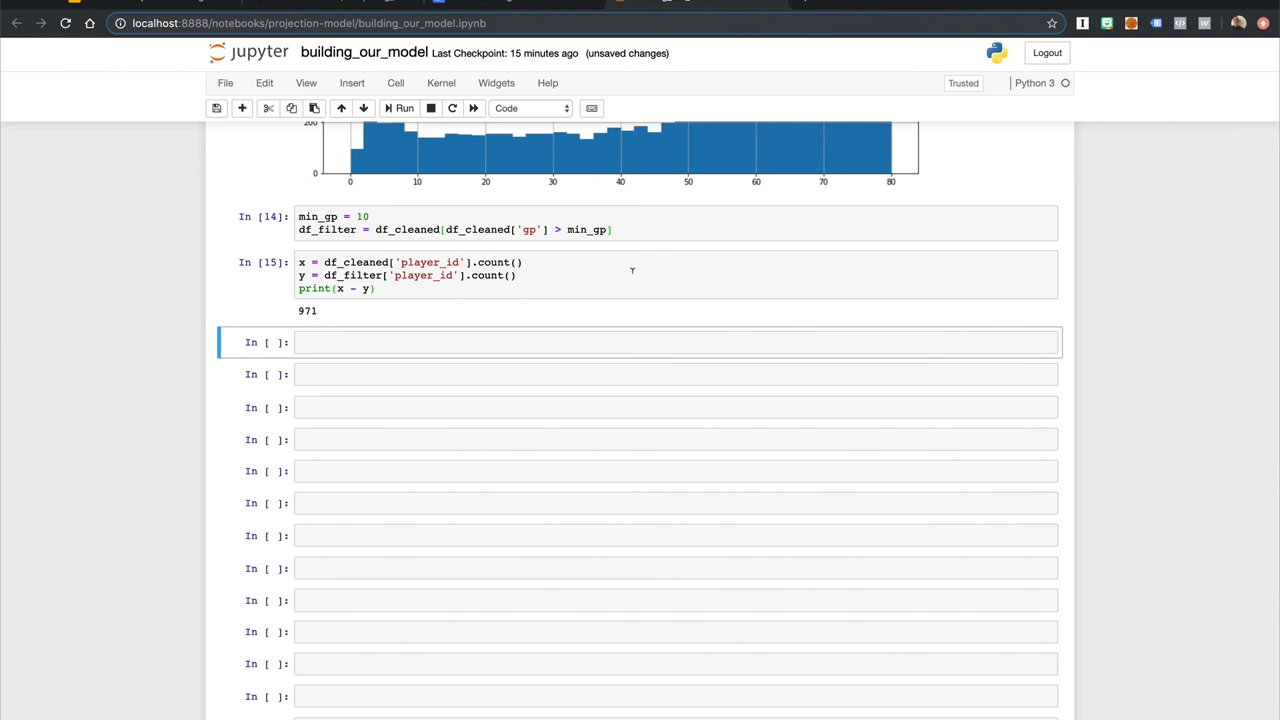 localhost:8888/notebooks/projection-model/building_our_model.ipynb
jupyter building_our_model Last Checkpoint: 15 minutes ago (unsaved changes) Logout
File Edit View Insert Cell Kernel Widgets Help Trusted Python 3
Run Code
200
0
0 10 20 30 40 50 60 70 80
In [14]: min_gp = 10
df_filter = df_cleaned[df_cleaned['gp'] > min_gp]
In [15]: x = df_cleaned['player_id'].count()
y = df_filter['player_id'].count()
print(x - y)
971
In [ ]:
In [ ]:
In [ ]:
In [ ]:
In [ ]:
In [ ]:
In [ ]:
In [ ]:
In [ ]:
In [ ]:
In [ ]:
In [ ]: